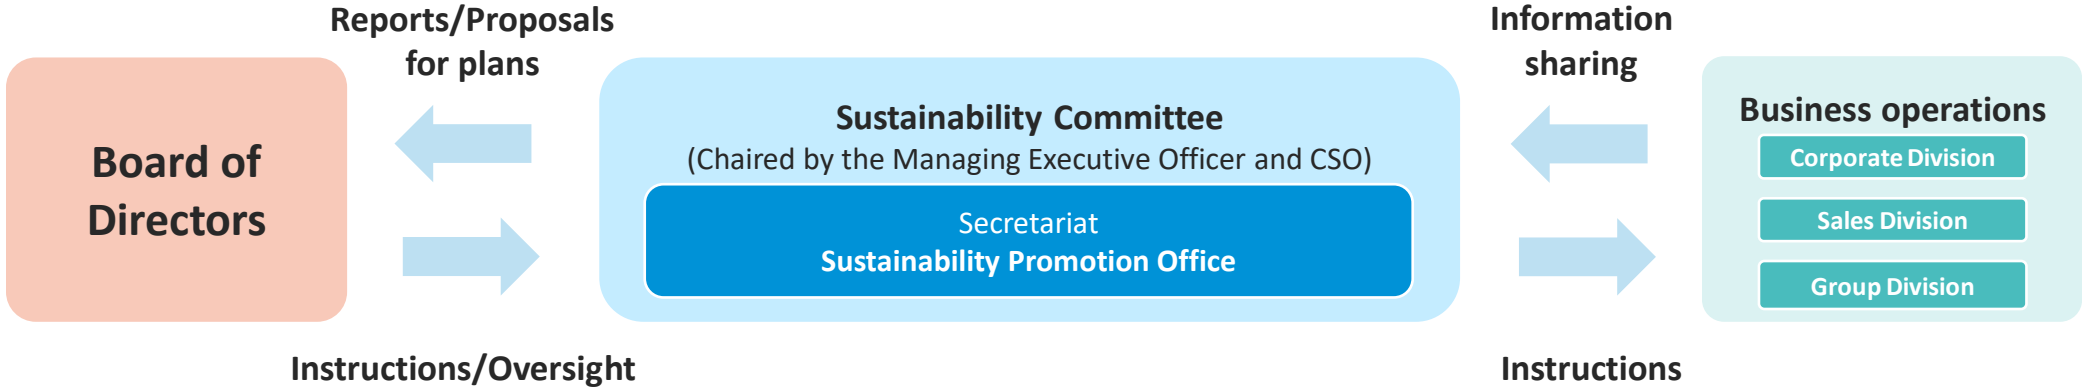 Reports/Proposals
for plans
Information
sharing
Board of
Directors
Sustainability Committee
(Chaired by the Managing Executive Officer and CSO)
Secretariat
Sustainability Promotion Office
Business operations
Corporate Division
Sales Division
Group Division
Instructions/Oversight
Instructions